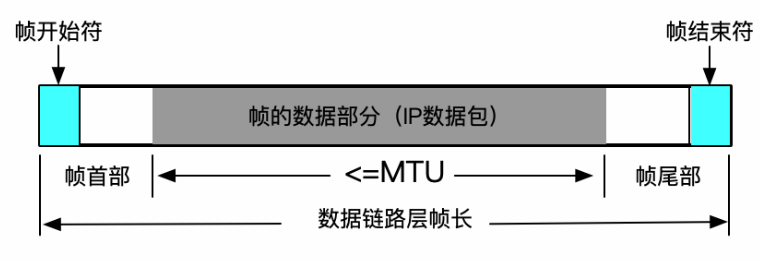 帧开始符
帧结束符
帧的数据部分（IP数据包）
帧首部
<=MTU
帧尾部
数据链路层帧长